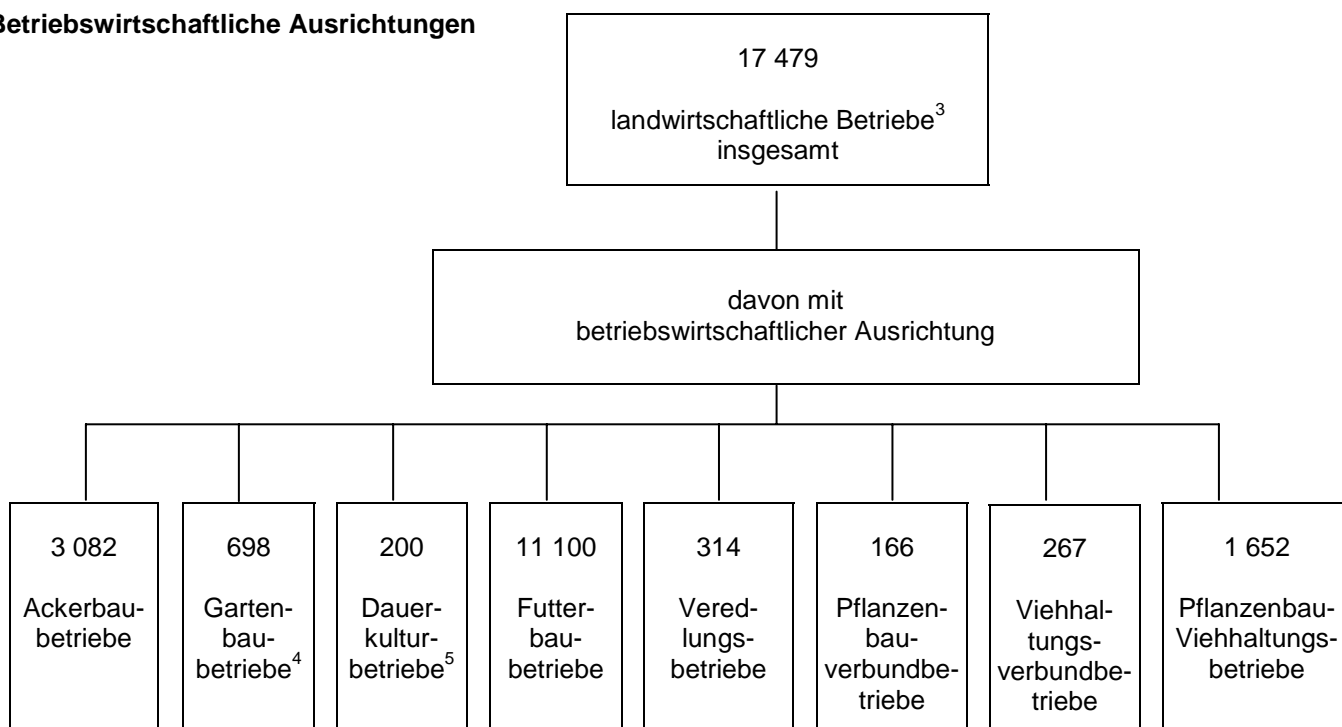 Betriebswirtschaftliche Ausrichtungen
17 479
landwirtschaftliche Betriebe³
insgesamt
davon mit
betriebswirtschaftlicher Ausrichtung
3 082
Ackerbau-
betriebe
698
Garten-
bau-
betriebe⁴
200
Dauer-
kultur-
betriebe⁵
11 100
Futter-
bau-
betriebe
314
Vered-
lungs-
betriebe
166
Pflanzen-
bau-
verbundbe-
triebe
267
Viehhal-
tungs-
verbundbe-
triebe
1 652
Pflanzenbau-
Viehhaltungs-
betriebe